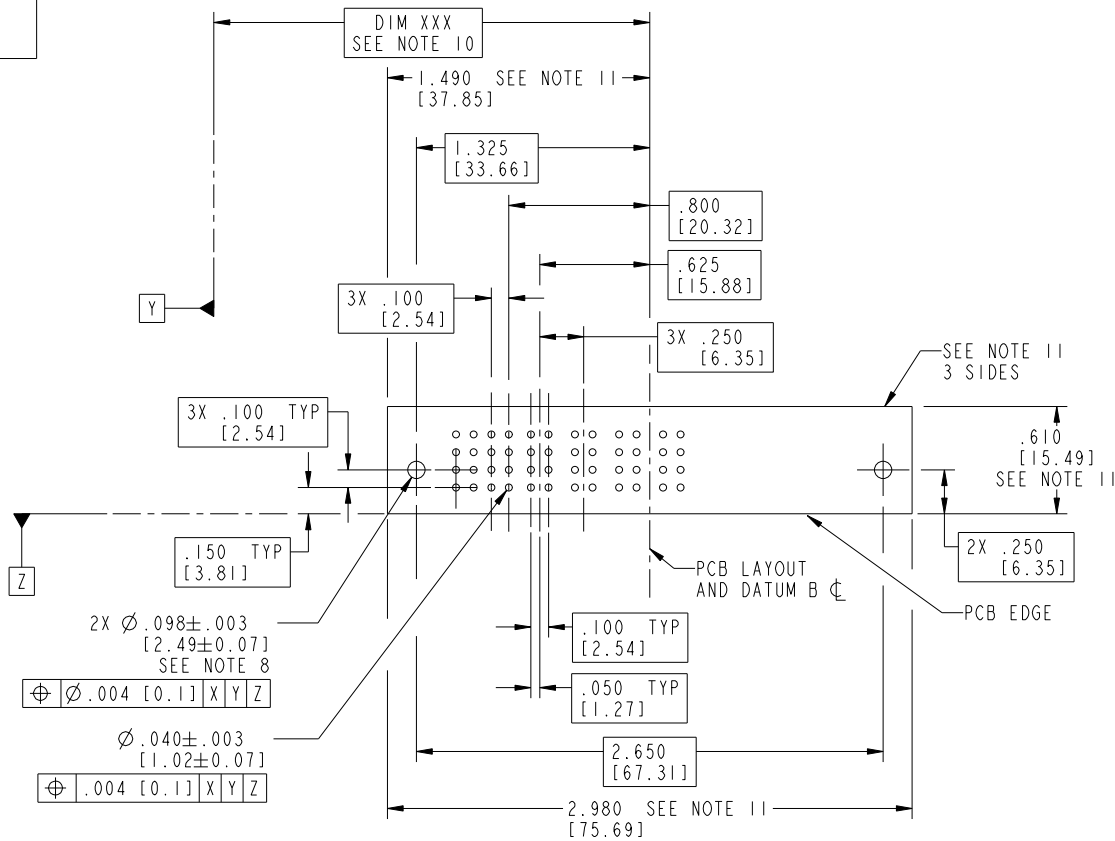 DIM XXX
SEE NOTE 10
1.490 SEE NOTE 11
[37.85]
1.325
[33.66]
.800
[20.32]
.625
[15.88]
3X .100
[2.54]
Y
3X .250
[6.35]
SEE NOTE 11
3 SIDES
3X .100 TYP
[2.54]
.610
[15.49]
SEE NOTE 11
.150 TYP
[3.81]
Z
2X .250
[6.35]
PCB LAYOUT
AND DATUM B ℄
PCB EDGE
2X Ø.098±.003
[2.49±0.07]
SEE NOTE 8
⌖ Ø.004 [0.1] X Y Z
.100 TYP
[2.54]
.050 TYP
[1.27]
Ø.040±.003
[1.02±0.07]
⌖ .004 [0.1] X Y Z
2.650
[67.31]
2.980 SEE NOTE 11
[75.69]